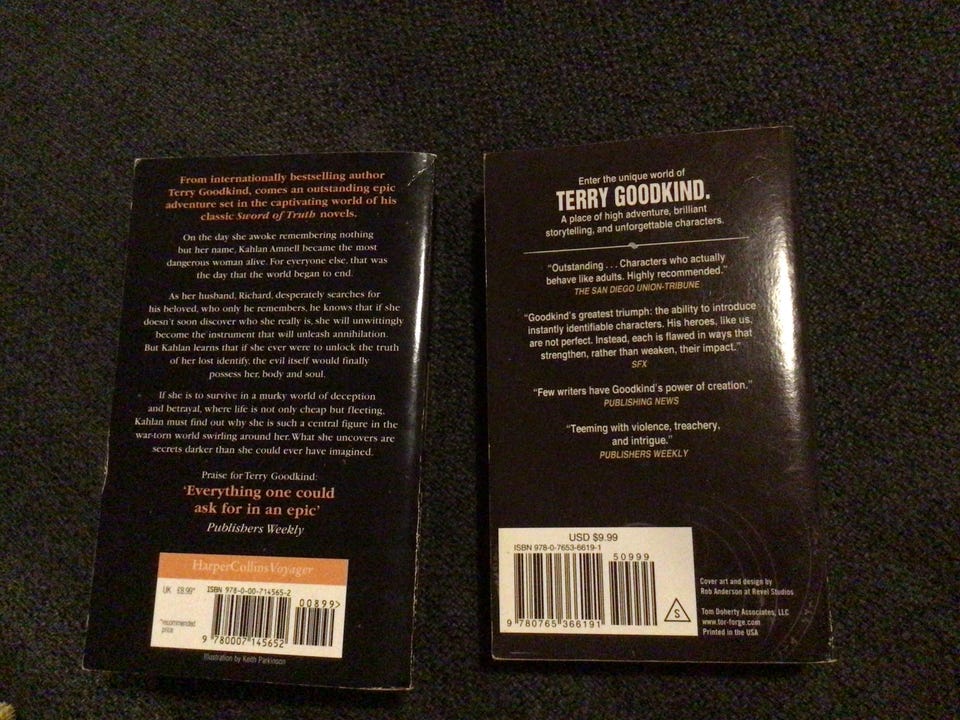 From internationally bestselling author
Terry Goodkind, comes an outstanding epic
adventure set in the captivating world of his
classic Sword of Truth novels.
On the day she awoke remembering nothing
but her name, Kahlan Amnell became the most
dangerous woman alive. For everyone else, that was
the day that the world began to end.
As her husband, Richard, desperately searches for
his beloved, who only he remembers, he knows that if she
doesn't soon discover who she really is, she will unwittingly
become the instrument that will unleash annihilation.
But Kahlan learns that if she ever were to unlock the truth
of her lost identify, the evil itself would finally
possess her, body and soul.
If she is to survive in a murky world of deception
and betrayal, where life is not only cheap but fleeting,
Kahlan must find out why she is such a central figure in the
war-torn world swirling around her. What she uncovers are
secrets darker than she could ever have imagined.
Praise for Terry Goodkind:
'Everything one could
ask for in an epic'
Publishers Weekly
HarperCollinsVoyager
UK £8.99*
ISBN 978-0-00-714565-2
00899>
*recommended
price
9 780007 145652
Illustration by Keith Parkinson
Enter the unique world of
TERRY GOODKIND.
A place of high adventure, brilliant
storytelling, and unforgettable characters.
"Outstanding . . . Characters who actually
behave like adults. Highly recommended."
THE SAN DIEGO UNION-TRIBUNE
"Goodkind's greatest triumph: the ability to introduce
instantly identifiable characters. His heroes, like us,
are not perfect. Instead, each is flawed in ways that
strengthen, rather than weaken, their impact."
SFX
"Few writers have Goodkind's power of creation."
PUBLISHING NEWS
"Teeming with violence, treachery,
and intrigue."
PUBLISHERS WEEKLY
USD $9.99
ISBN 978-0-7653-6619-1
50999
9 780765 366191
S
Cover art and design by
Rob Anderson at Revel Studios
Tom Doherty Associates, LLC
www.tor-forge.com
Printed in the USA